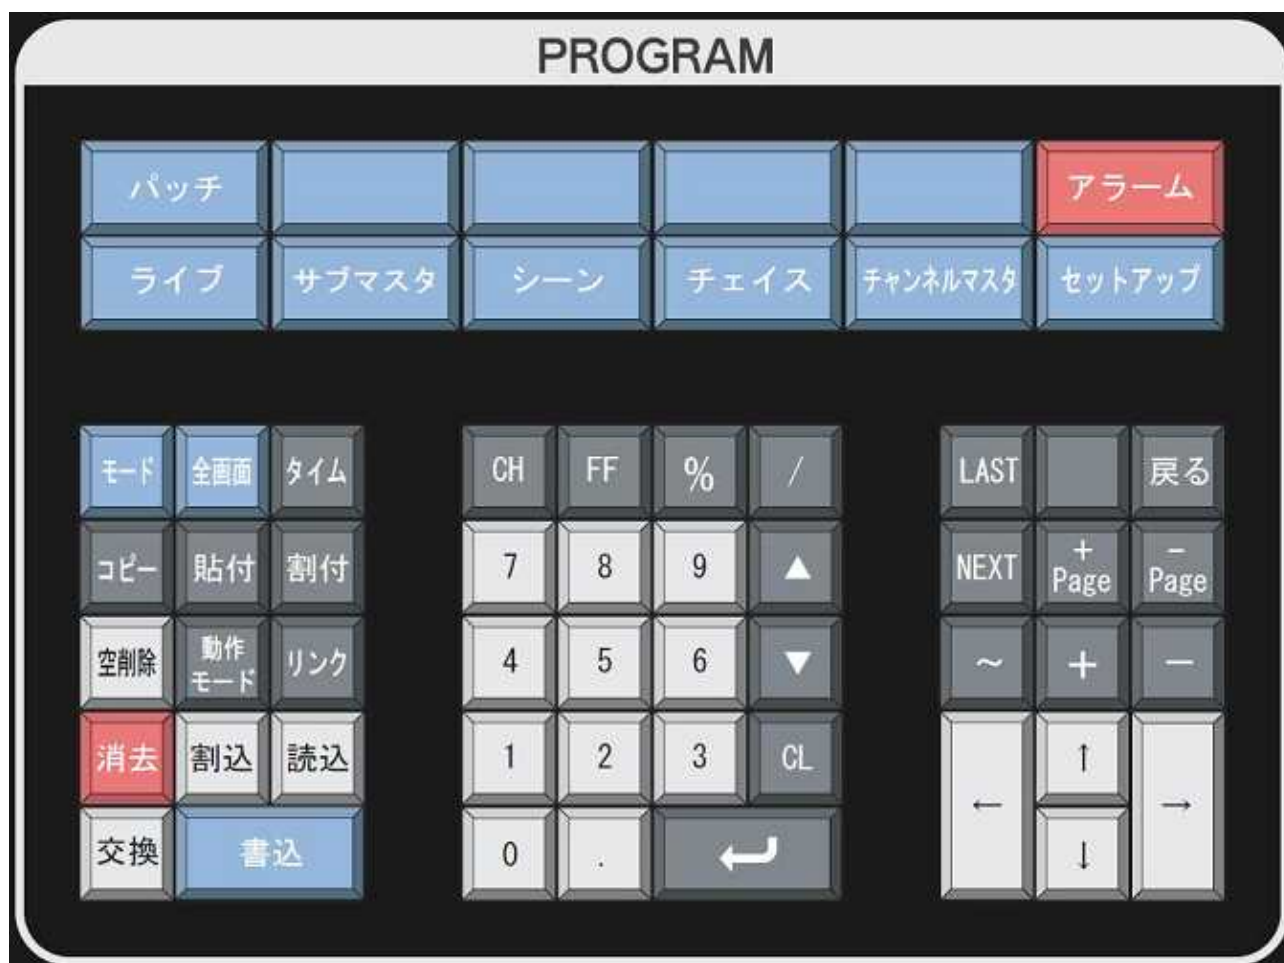 PROGRAM
パッチ アラーム
ライブ サブマスタ シーン チェイス チャンネルマスタ セットアップ
モード 全画面 タイム CH FF % / LAST 戻る
コピー 貼付 割付 7 8 9 ▲ NEXT + Page − Page
空削除 動作モード リンク 4 5 6 ▼ ~ + −
消去 割込 読込 1 2 3 CL ← ↑ →
交換 書込 0 . ↓